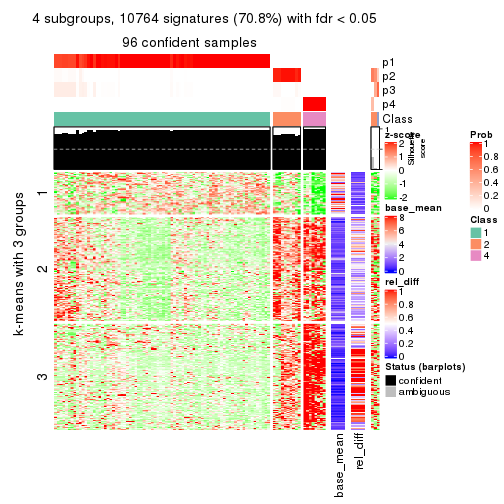 4 subgroups, 10764 signatures (70.8%) with fdr < 0.05
96 confident samples
p1
p2
p3
p4
Class
1
Silhouette
score
k-means with 3 groups
1
2
3
base_mean
rel_diff
z-score
2
1
0
-1
-2
base_mean
8
6
4
2
0
rel_diff
1
0.8
0.6
0.4
0.2
0
Status (barplots)
confident
ambiguous
Prob
1
0.8
0.6
0.4
0.2
0
Class
1
2
4